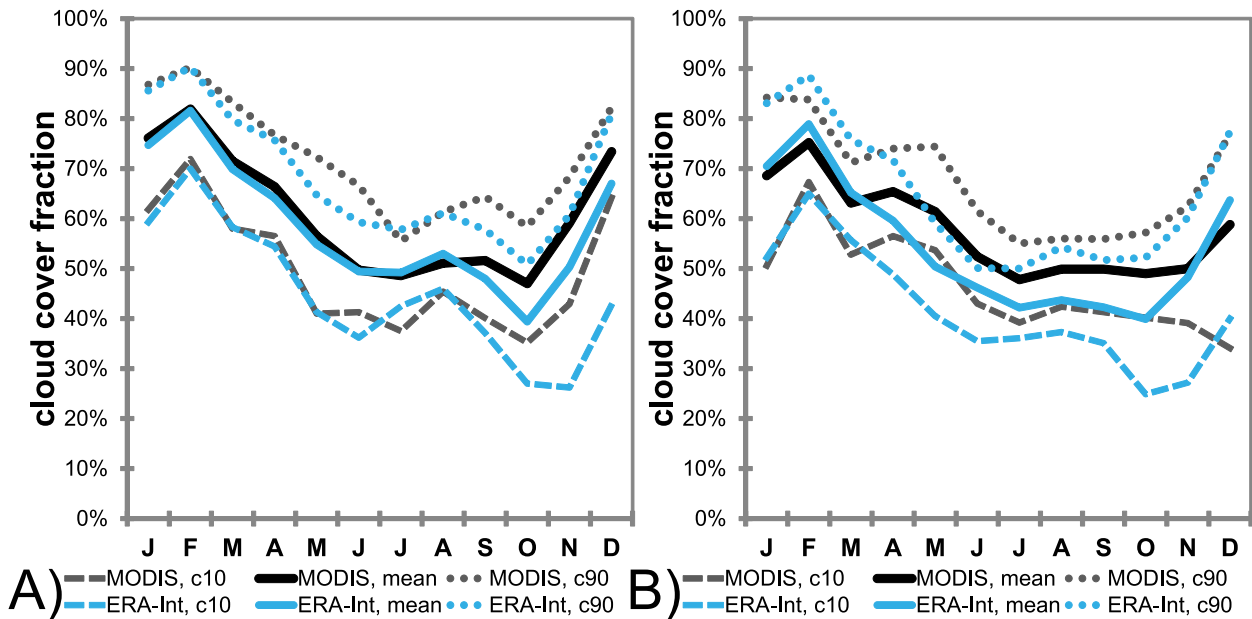 100%
90%
80%
70%
60%
50%
40%
30%
20%
10%
0%
cloud cover fraction
J F M A M J J A S O N D
A)
MODIS, c10 MODIS, mean MODIS, c90
ERA-Int, c10 ERA-Int, mean ERA-Int, c90
100%
90%
80%
70%
60%
50%
40%
30%
20%
10%
0%
cloud cover fraction
J F M A M J J A S O N D
B)
MODIS, c10 MODIS, mean MODIS, c90
ERA-Int, c10 ERA-Int, mean ERA-Int, c90